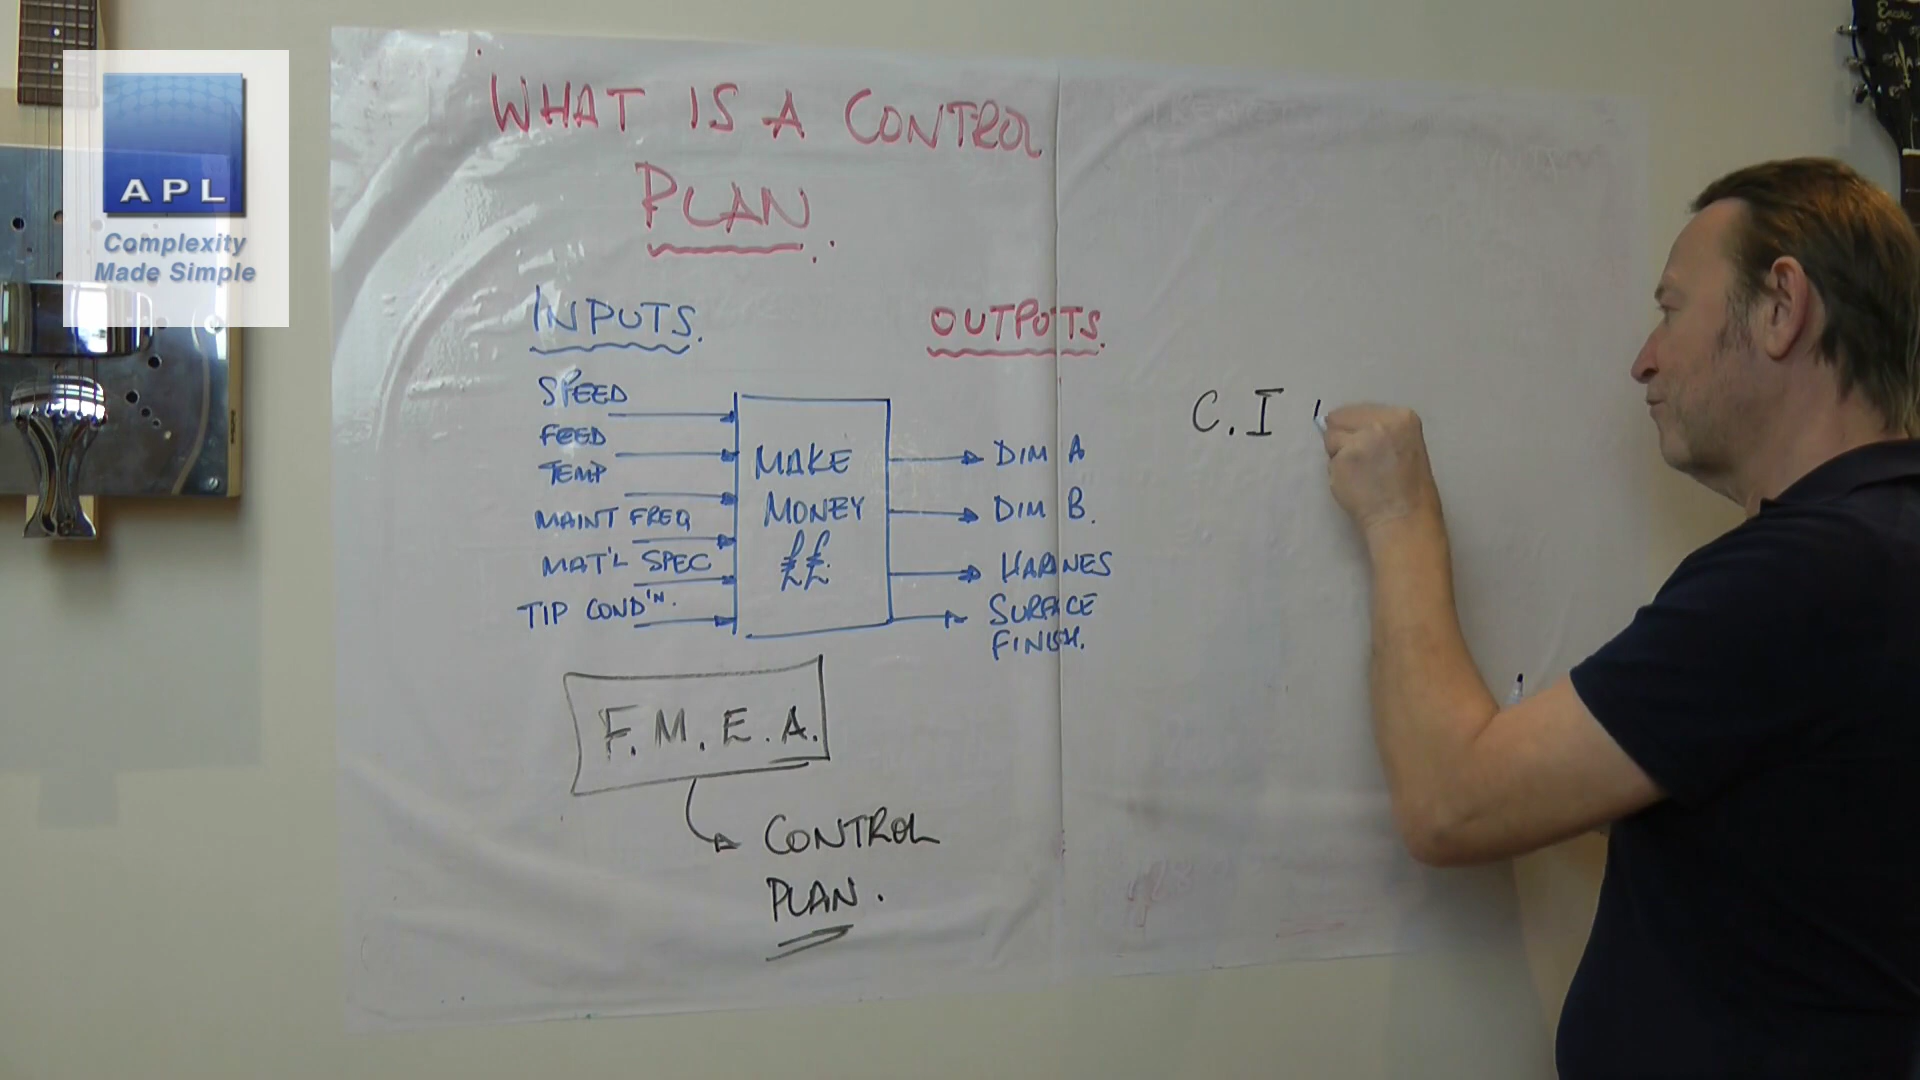 APL
Complexity
Made Simple
WHAT IS A CONTROL
PLAN.
INPUTS.
OUTPUTS.
SPEED
FEED
TEMP
MAINT FREQ
MAT'L SPEC
TIP COND'N.
MAKE
MONEY
££
DIM A
DIM B.
HARDNES
SURFACE
FINISH.
F.M.E.A.
CONTROL
PLAN.
C.I